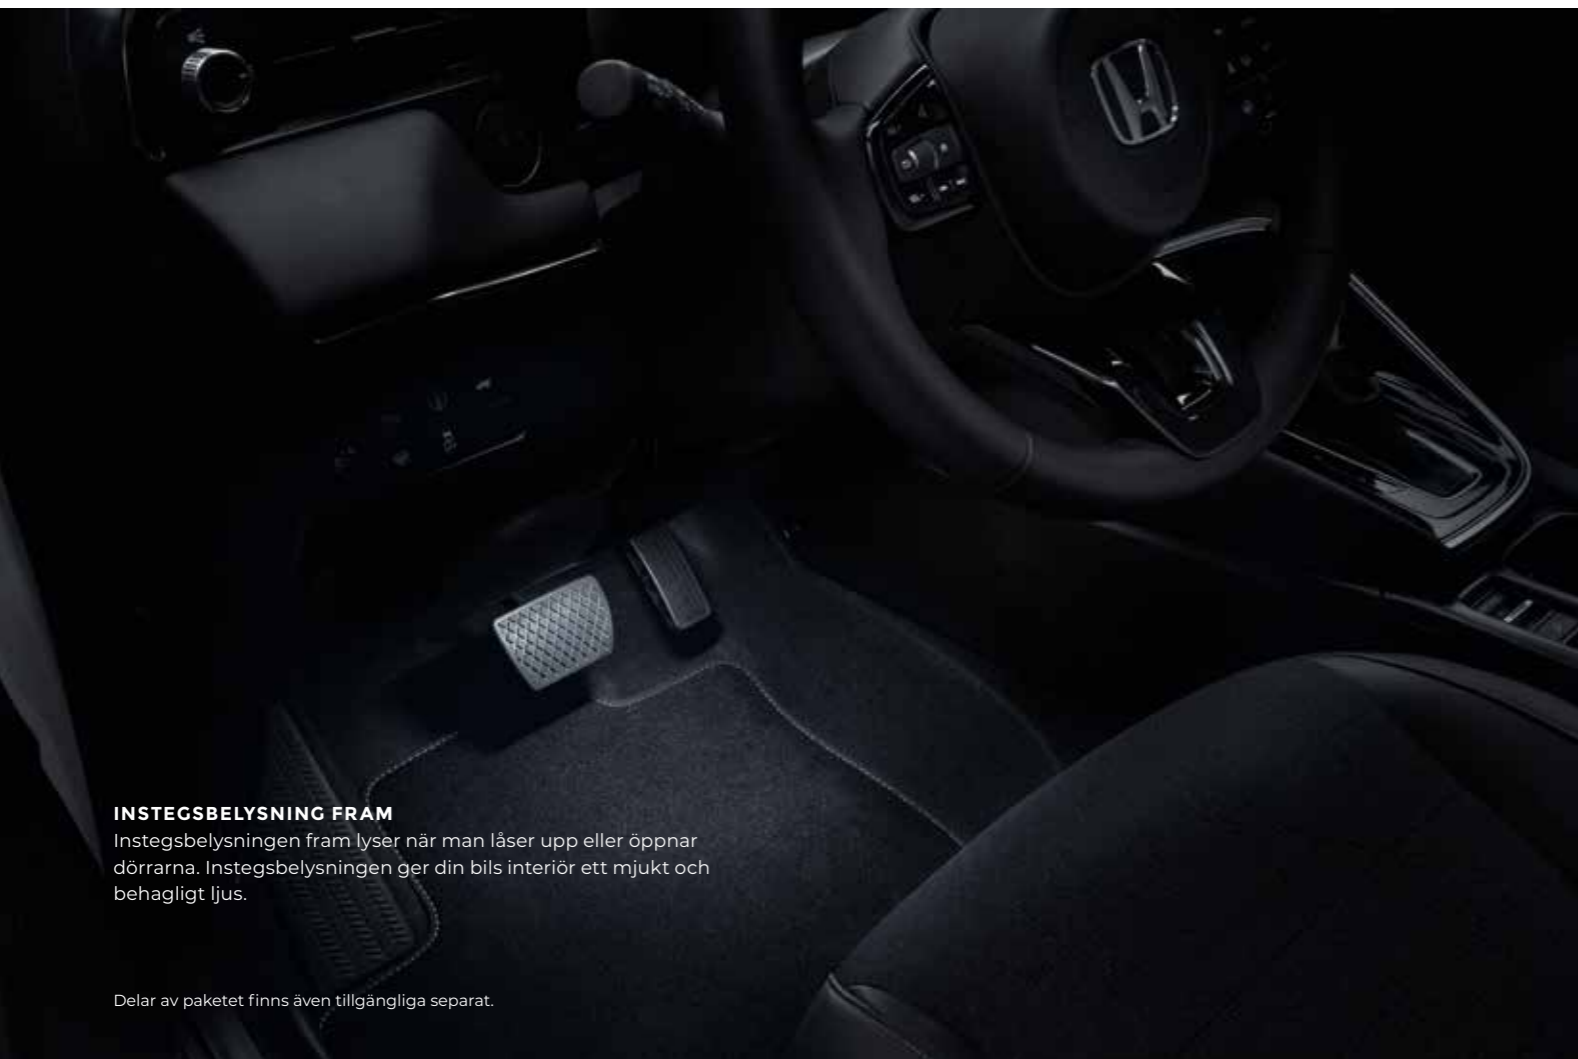 INSTEGSBELYSNING FRAM
Instegsbelysningen fram lyser när man låser upp eller öppnar
dörrarna. Instegsbelysningen ger din bils interiör ett mjukt och
behagligt ljus.
Delar av paketet finns även tillgängliga separat.